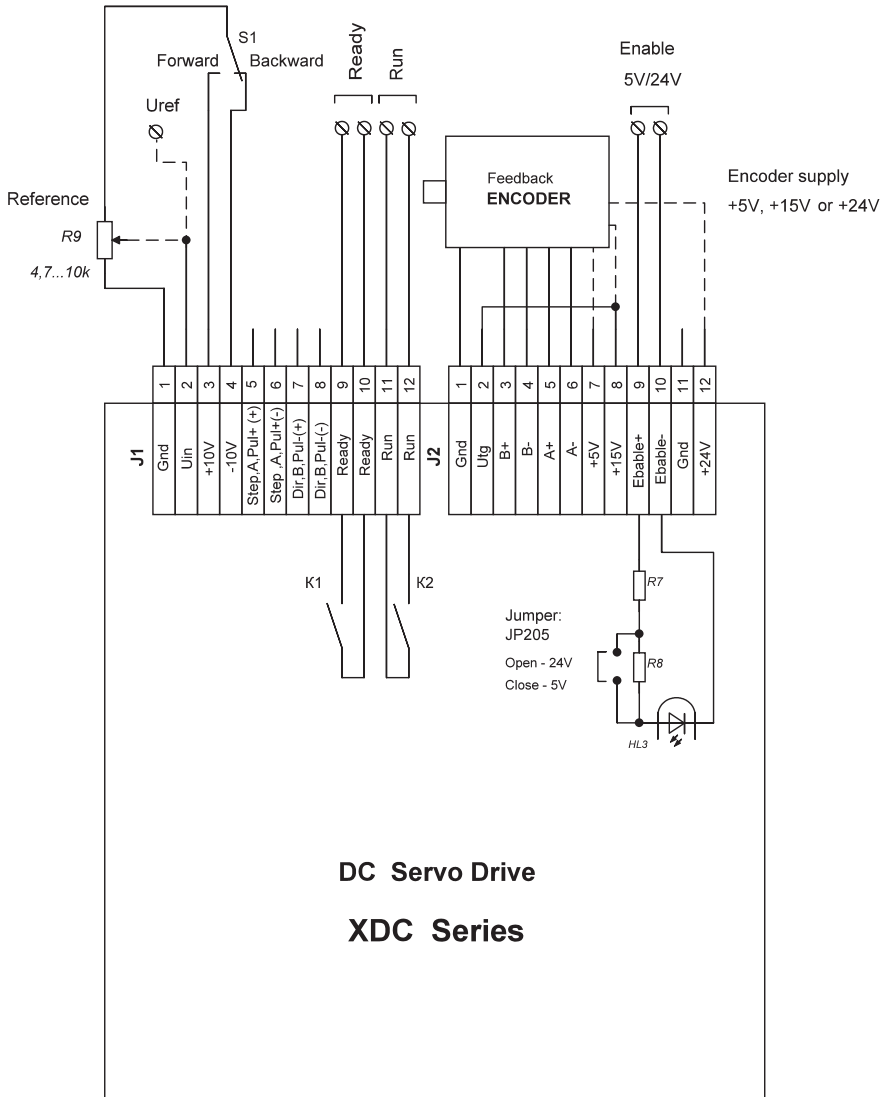 S1
Forward
Backward
Uref
Reference
R9
4,7...10k
Ready
Run
Enable
5V/24V
Feedback
ENCODER
Encoder supply
+5V, +15V or +24V
J1
1
2
3
4
5
6
7
8
9
10
11
12
Gnd
Uin
+10V
-10V
Step,A,Pul+ (+)
Step ,A,Pul+(-)
Dir,B,Pul-(+)
Dir,B,Pul-(-)
Ready
Ready
Run
Run
J2
1
2
3
4
5
6
7
8
9
10
11
12
Gnd
Utg
B+
B-
A+
A-
+5V
+15V
Ebable+
Ebable-
Gnd
+24V
K1
K2
R7
Jumper:
JP205
Open - 24V
Close - 5V
R8
HL3
DC Servo Drive
XDC Series